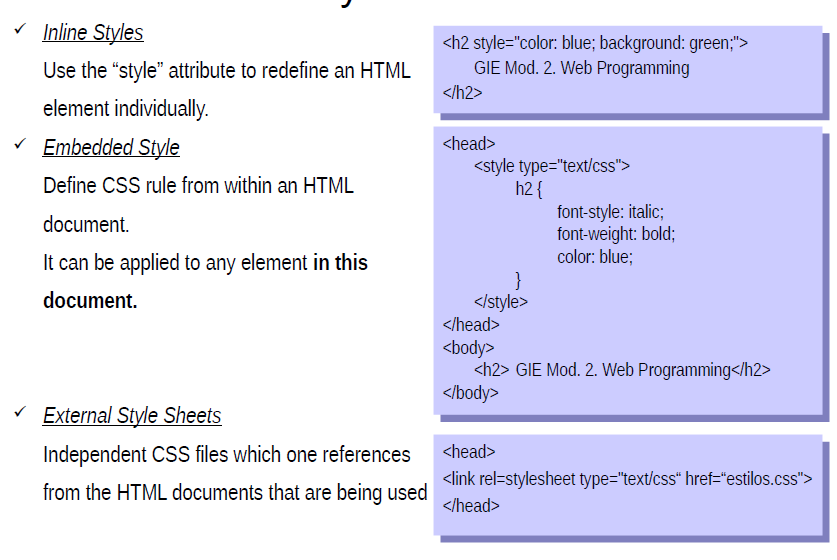 ✓ Inline Styles
Use the “style” attribute to redefine an HTML
element individually.
✓ Embedded Style
Define CSS rule from within an HTML
document.
It can be applied to any element in this
document.
✓ External Style Sheets
Independent CSS files which one references
from the HTML documents that are being used
<h2 style="color: blue; background: green;">
GIE Mod. 2. Web Programming
</h2>
<head>
<style type="text/css">
h2 {
font-style: italic;
font-weight: bold;
color: blue;
}
</style>
</head>
<body>
<h2> GIE Mod. 2. Web Programming</h2>
</body>
<head>
<link rel=stylesheet type="text/css“ href=“estilos.css">
</head>